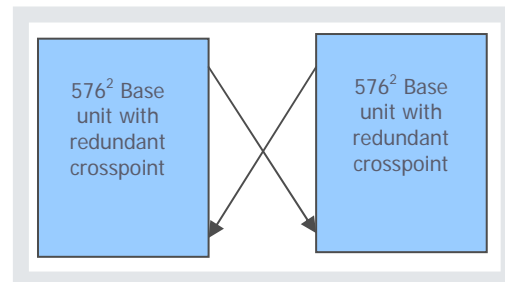 576² Base
unit with
redundant
crosspoint
576² Base
unit with
redundant
crosspoint